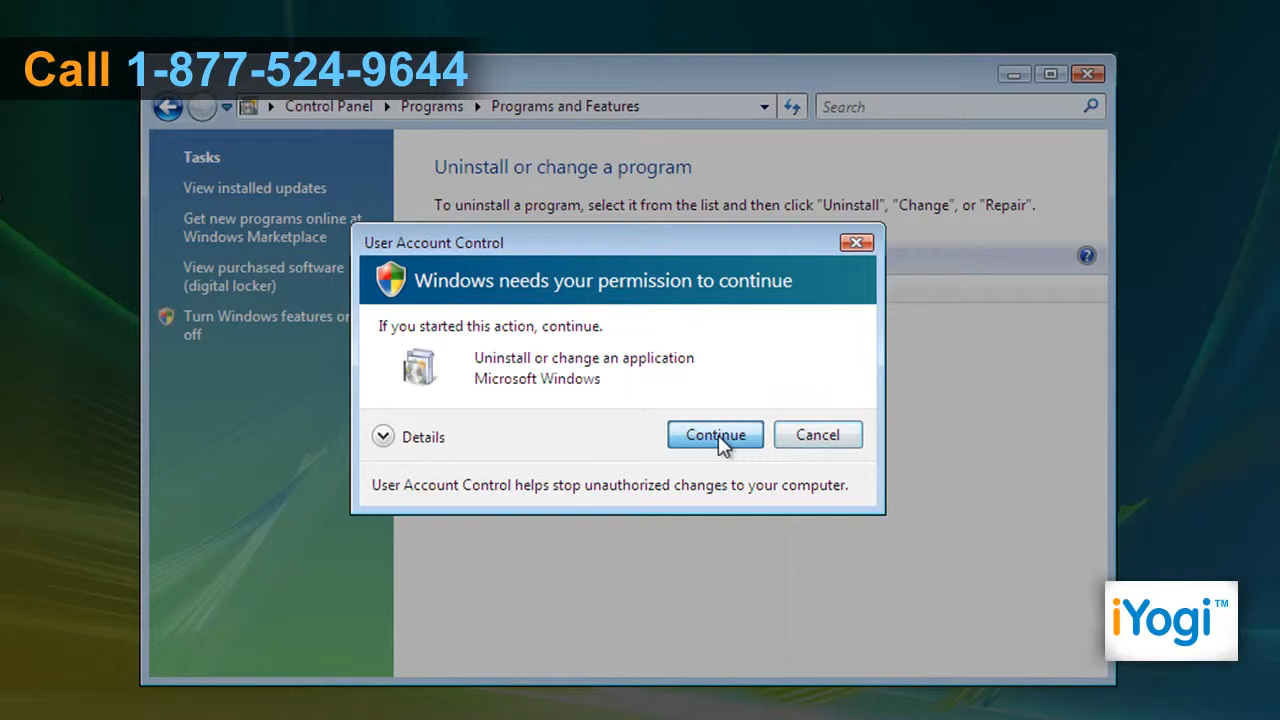 Call 1-877-524-9644
Control Panel Programs Programs and Features
Search
Tasks
View installed updates
Get new programs online at
Windows Marketplace
View purchased software
(digital locker)
Turn Windows features or
off
Uninstall or change a program
To uninstall a program, select it from the list and then click "Uninstall", "Change", or "Repair".
User Account Control
Windows needs your permission to continue
If you started this action, continue.
Uninstall or change an application
Microsoft Windows
Details
Continue
Cancel
User Account Control helps stop unauthorized changes to your computer.
iYogi™